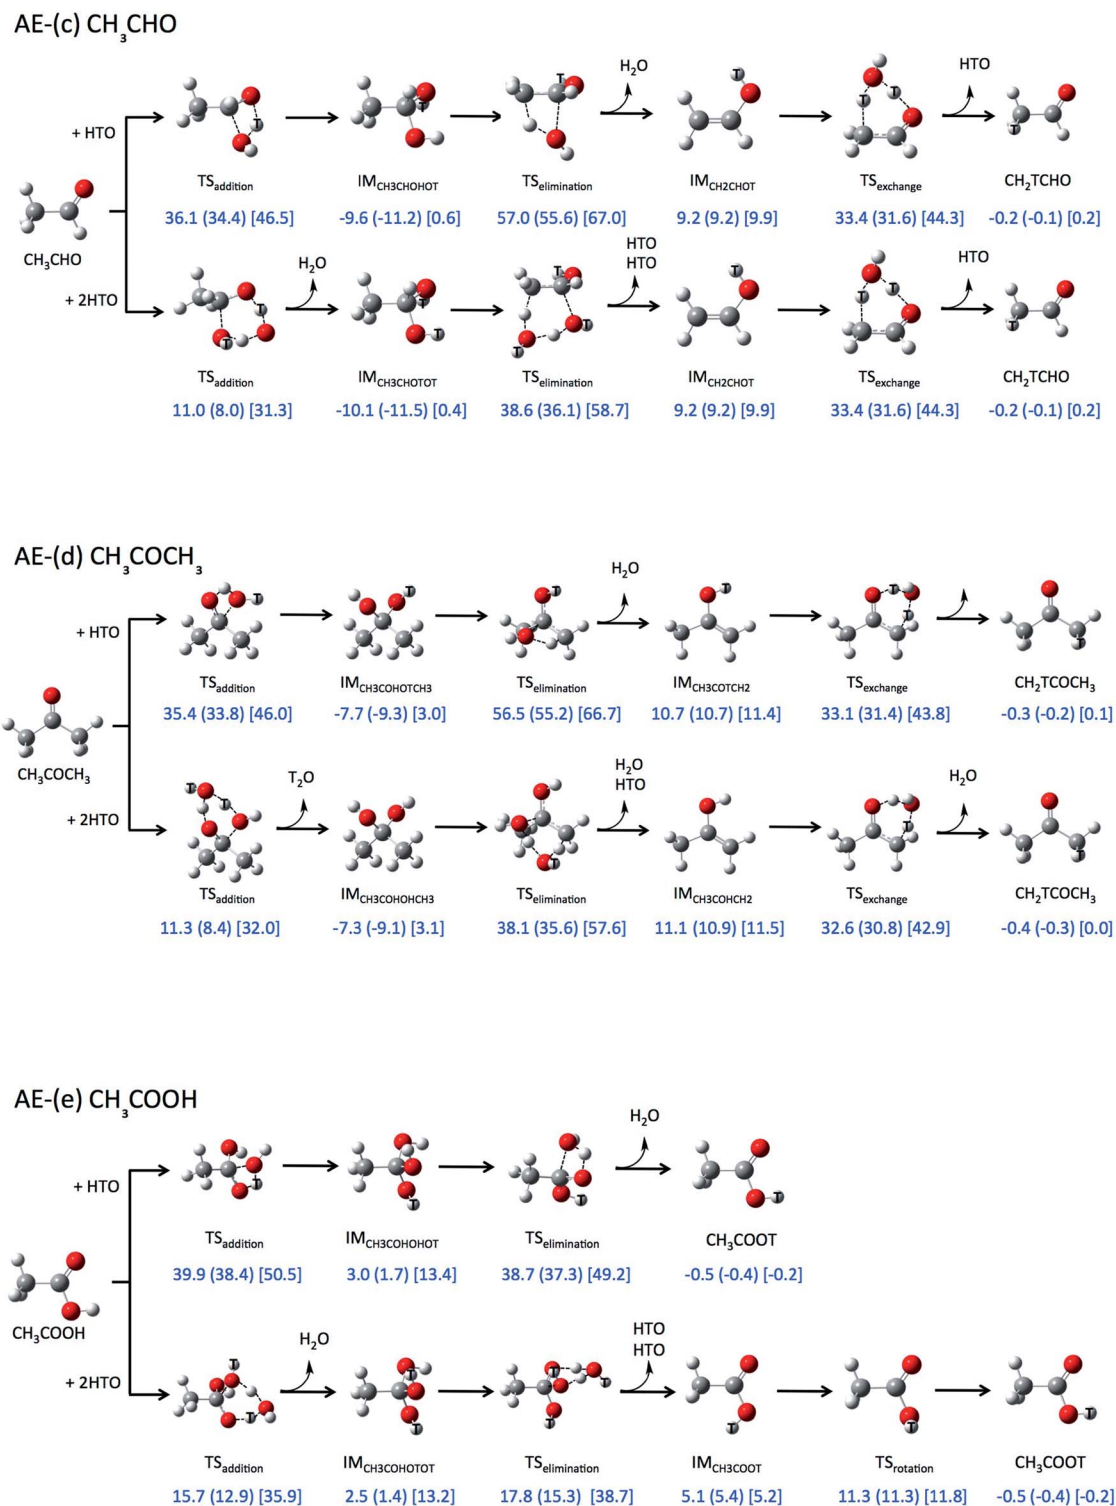 AE-(c) CH3CHO
+ HTO
H2O
HTO
T
T
T
T
T
T
T
TSaddition
IMCH3CHOHOT
TSelimination
IMCH2CHOT
TSexchange
CH2TCHO
36.1 (34.4) [46.5]
-9.6 (-11.2) [0.6]
57.0 (55.6) [67.0]
9.2 (9.2) [9.9]
33.4 (31.6) [44.3]
-0.2 (-0.1) [0.2]
CH3CHO
+ 2HTO
H2O
HTO
HTO
HTO
T
T
T
T
T
T
T
T
T
T
T
TSaddition
IMCH3CHOTOT
TSelimination
IMCH2CHOT
TSexchange
CH2TCHO
11.0 (8.0) [31.3]
-10.1 (-11.5) [0.4]
38.6 (36.1) [58.7]
9.2 (9.2) [9.9]
33.4 (31.6) [44.3]
-0.2 (-0.1) [0.2]
AE-(d) CH3COCH3
+ HTO
H2O
T
T
T
T
T
T
T
TSaddition
IMCH3COHOTCH3
TSelimination
IMCH3COTCH2
TSexchange
CH2TCOCH3
35.4 (33.8) [46.0]
-7.7 (-9.3) [3.0]
56.5 (55.2) [66.7]
10.7 (10.7) [11.4]
33.1 (31.4) [43.8]
-0.3 (-0.2) [0.1]
CH3COCH3
+ 2HTO
T2O
H2O
HTO
H2O
T
T
T
T
T
TSaddition
IMCH3COHOHCH3
TSelimination
IMCH3COHCH2
TSexchange
CH2TCOCH3
11.3 (8.4) [32.0]
-7.3 (-9.1) [3.1]
38.1 (35.6) [57.6]
11.1 (10.9) [11.5]
32.6 (30.8) [42.9]
-0.4 (-0.3) [0.0]
AE-(e) CH3COOH
+ HTO
H2O
T
T
T
T
TSaddition
IMCH3COHOHOT
TSelimination
CH3COOT
39.9 (38.4) [50.5]
3.0 (1.7) [13.4]
38.7 (37.3) [49.2]
-0.5 (-0.4) [-0.2]
CH3COOH
+ 2HTO
H2O
HTO
HTO
T
T
T
T
T
T
T
T
T
T
TSaddition
IMCH3COHOTOT
TSelimination
IMCH3COOT
TSrotation
CH3COOT
15.7 (12.9) [35.9]
2.5 (1.4) [13.2]
17.8 (15.3) [38.7]
5.1 (5.4) [5.2]
11.3 (11.3) [11.8]
-0.5 (-0.4) [-0.2]